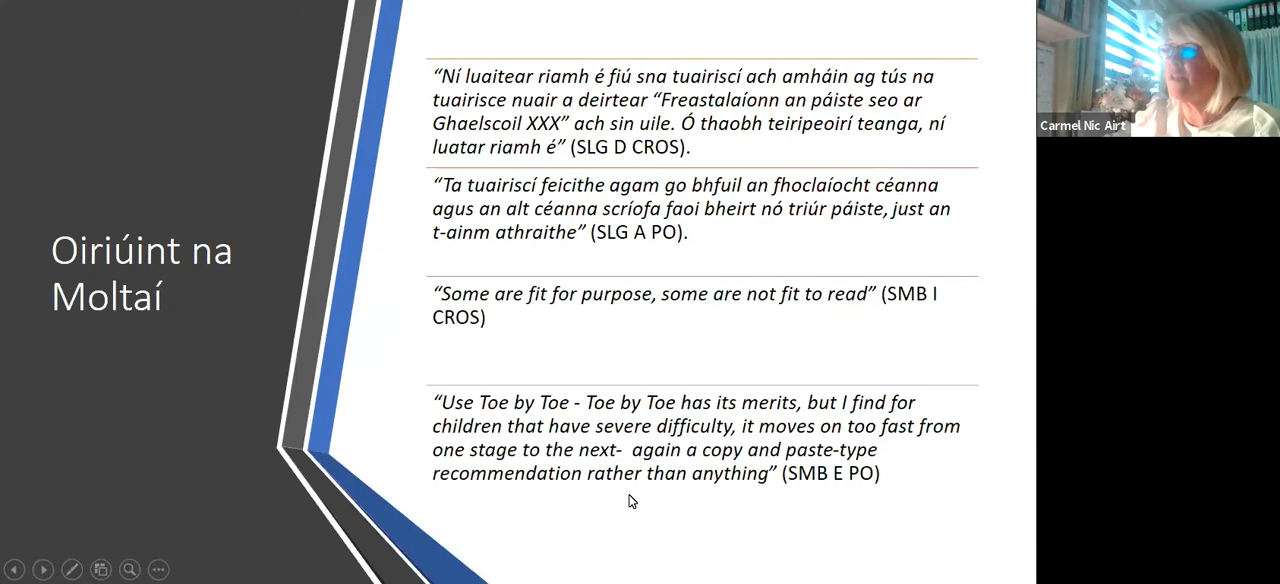 Oiriúint na
Moltaí
“Ní luaitear riamh é fiú sna tuairiscí ach amháin ag tús na
tuairisce nuair a deirtear “Freastalaíonn an páiste seo ar
Ghaelscoil XXX” ach sin uile. Ó thaobh teiripeoirí teanga, ní
luatar riamh é” (SLG D CROS).
“Ta tuairiscí feicithe agam go bhfuil an fhoclaíocht céanna
agus an alt céanna scríofa faoi bheirt nó triúr páiste, just an
t-ainm athraithe” (SLG A PO).
“Some are fit for purpose, some are not fit to read” (SMB I
CROS)
“Use Toe by Toe - Toe by Toe has its merits, but I find for
children that have severe difficulty, it moves on too fast from
one stage to the next-  again a copy and paste-type
recommendation rather than anything” (SMB E PO)
Carmel Nic Airt